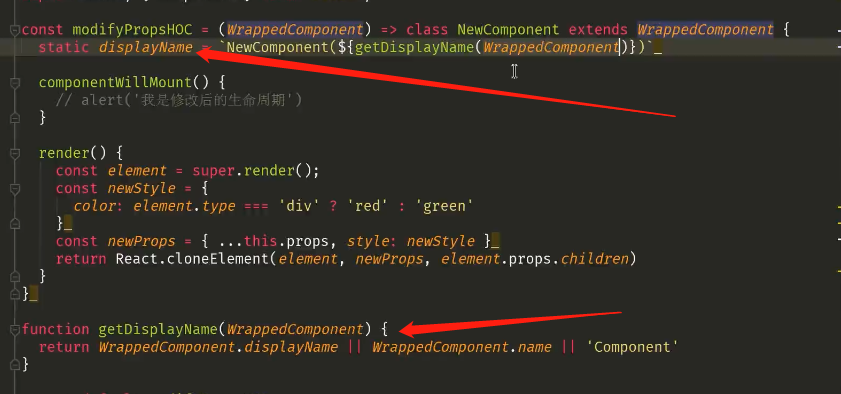 const modifyPropsHOC = (WrappedComponent) => class NewComponent extends WrappedComponent {
static displayName = `NewComponent(${getDisplayName(WrappedComponent)})`
componentWillMount() {
// alert('我是修改后的生命周期')
}
render() {
const element = super.render();
const newStyle = {
color: element.type === 'div' ? 'red' : 'green'
}
const newProps = { ...this.props, style: newStyle }
return React.cloneElement(element, newProps, element.props.children)
}
}
function getDisplayName(WrappedComponent) {
return WrappedComponent.displayName || WrappedComponent.name || 'Component'
}